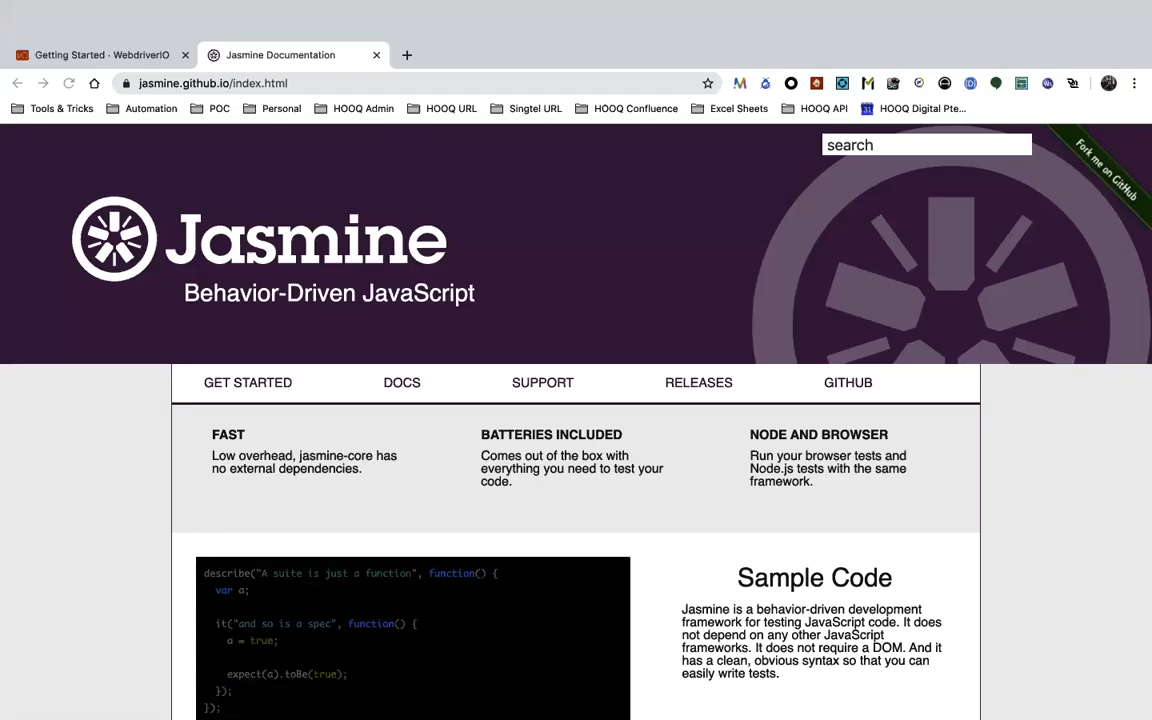 Getting Started · WebdriverIO
Jasmine Documentation
jasmine.github.io/index.html
Tools & Tricks
Automation
POC
Personal
HOOQ Admin
HOOQ URL
Singtel URL
HOOQ Confluence
Excel Sheets
HOOQ API
HOOQ Digital Pte...
search
Fork me on GitHub
Jasmine
Behavior-Driven JavaScript
GET STARTED
DOCS
SUPPORT
RELEASES
GITHUB
FAST
Low overhead, jasmine-core has
no external dependencies.
BATTERIES INCLUDED
Comes out of the box with
everything you need to test your
code.
NODE AND BROWSER
Run your browser tests and
Node.js tests with the same
framework.
describe("A suite is just a function", function() {
var a;
it("and so is a spec", function() {
a = true;
expect(a).toBe(true);
});
});
Sample Code
Jasmine is a behavior-driven development
framework for testing JavaScript code. It does
not depend on any other JavaScript
frameworks. It does not require a DOM. And it
has a clean, obvious syntax so that you can
easily write tests.